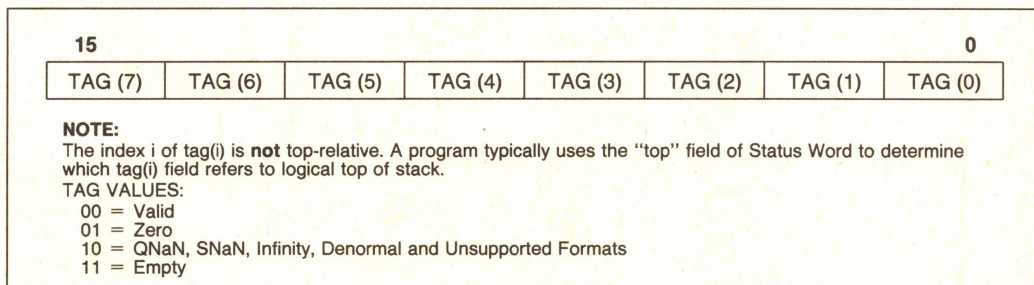 15 0
TAG (7) TAG (6) TAG (5) TAG (4) TAG (3) TAG (2) TAG (1) TAG (0)
NOTE:
The index i of tag(i) is not top-relative. A program typically uses the "top" field of Status Word to determine
which tag(i) field refers to logical top of stack.
TAG VALUES:
00 = Valid
01 = Zero
10 = QNaN, SNaN, Infinity, Denormal and Unsupported Formats
11 = Empty